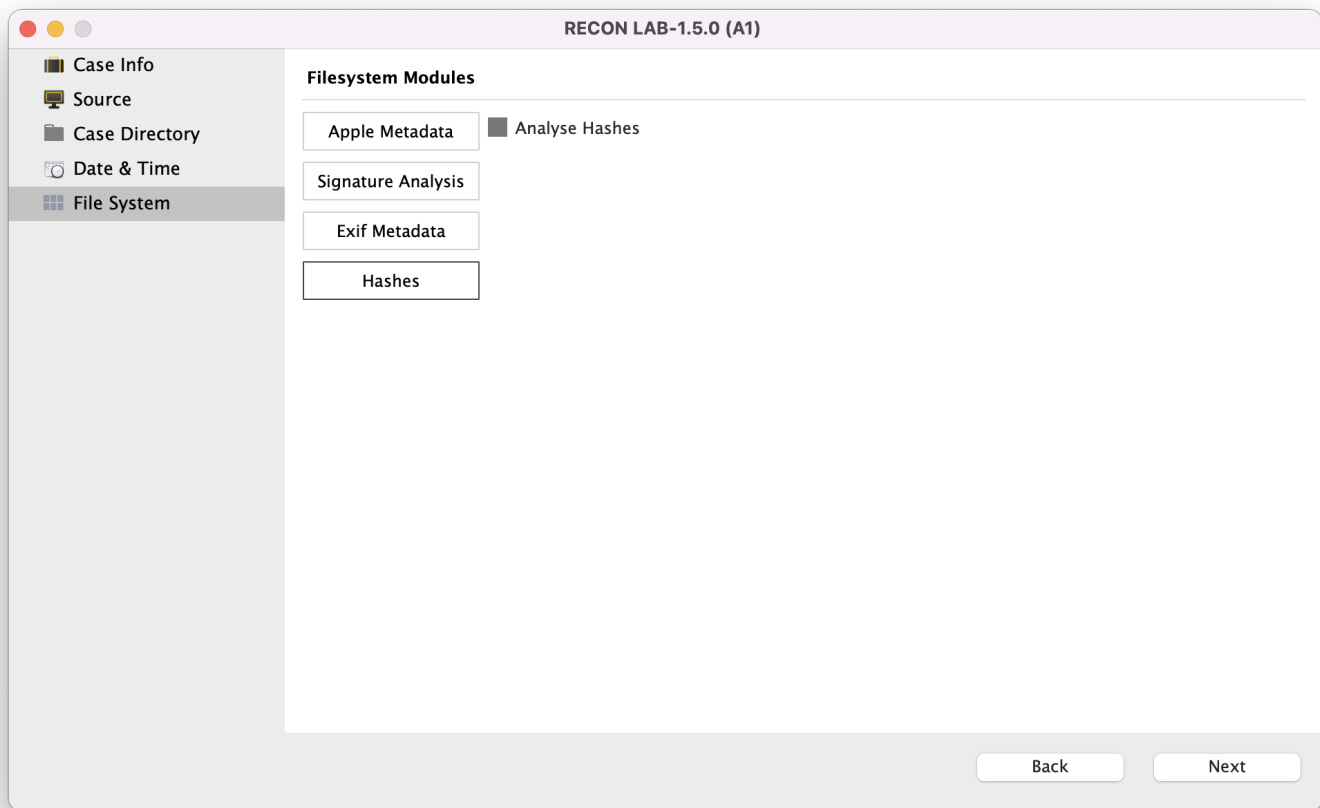 RECON LAB-1.5.0 (A1)
Case Info
Source
Case Directory
Date & Time
File System
Filesystem Modules
Apple Metadata
Analyse Hashes
Signature Analysis
Exif Metadata
Hashes
Back
Next